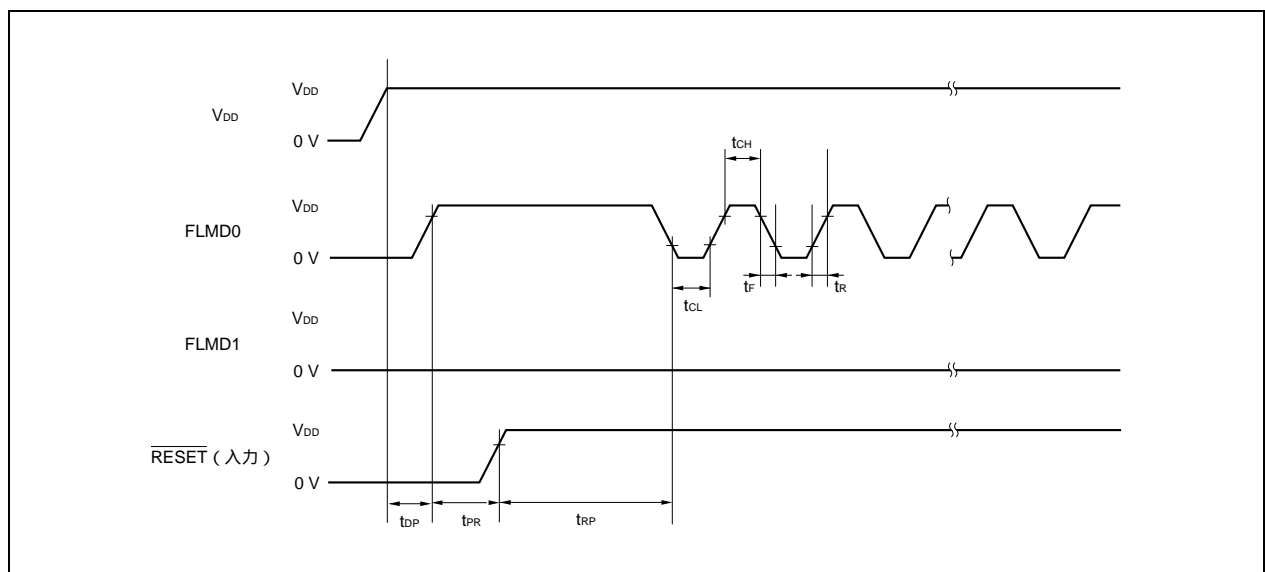 VDD
VDD
0 V
tCH
VDD
FLMD0
0 V
tF
tR
tCL
VDD
FLMD1
0 V
VDD
RESET（入力）
0 V
tDP
tPR
tRP